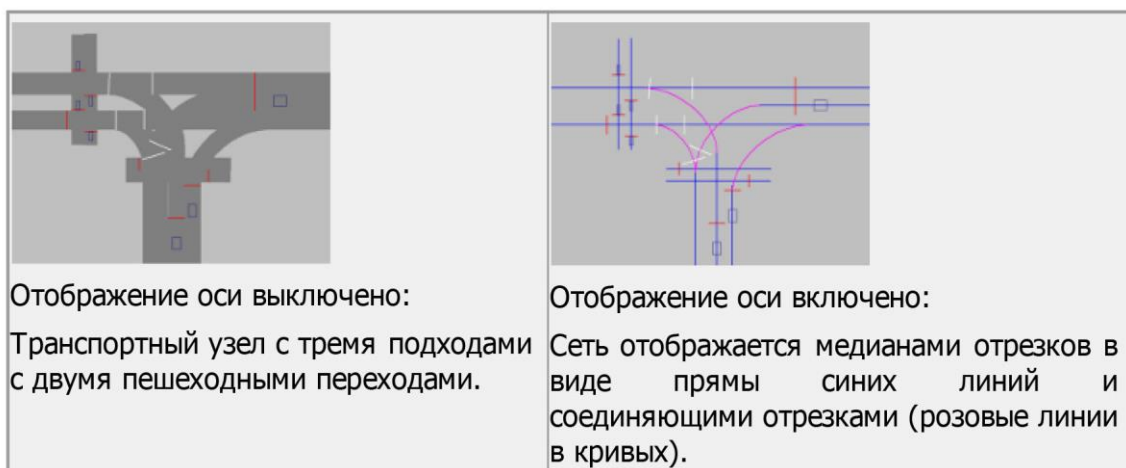 Отображение оси выключено:
Транспортный узел с тремя подходами
с двумя пешеходными переходами.
Отображение оси включено:
Сеть отображается медианами отрезков в
виде прямы синих линий и
соединяющими отрезками (розовые линии
в кривых).